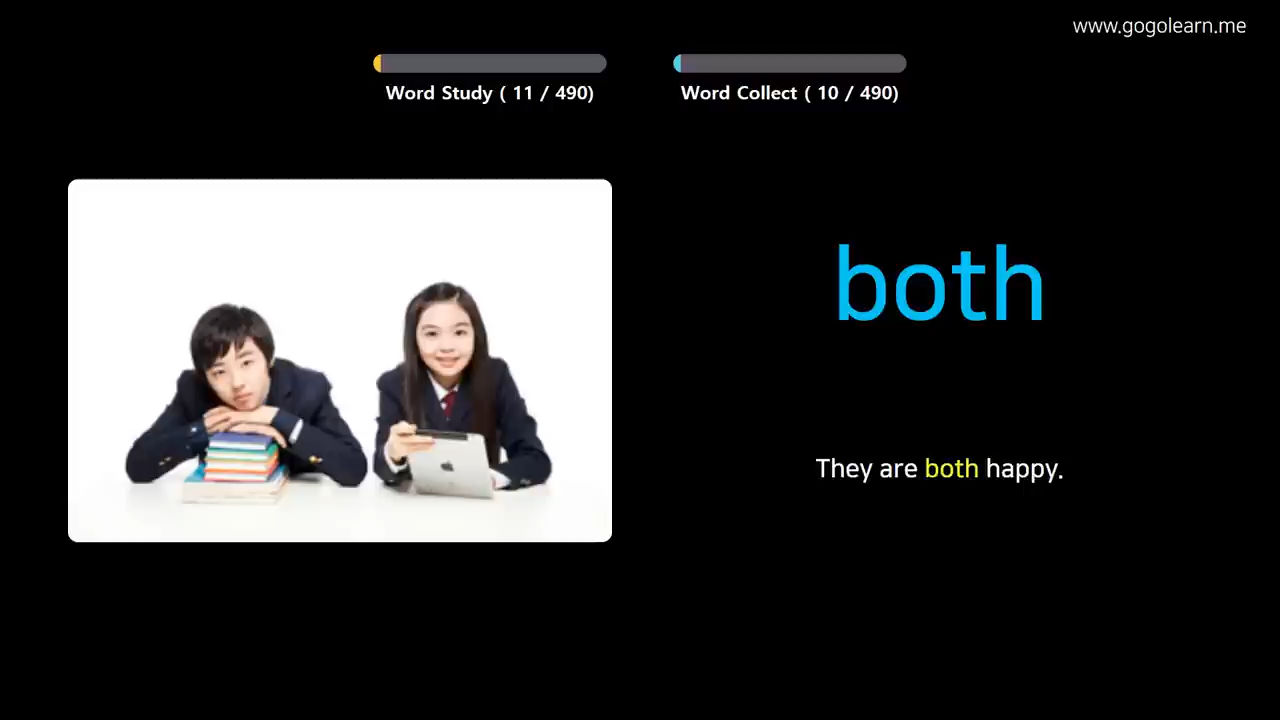 www.gogolearn.me
Word Study ( 11 / 490)
Word Collect ( 10 / 490)
both
They are both happy.